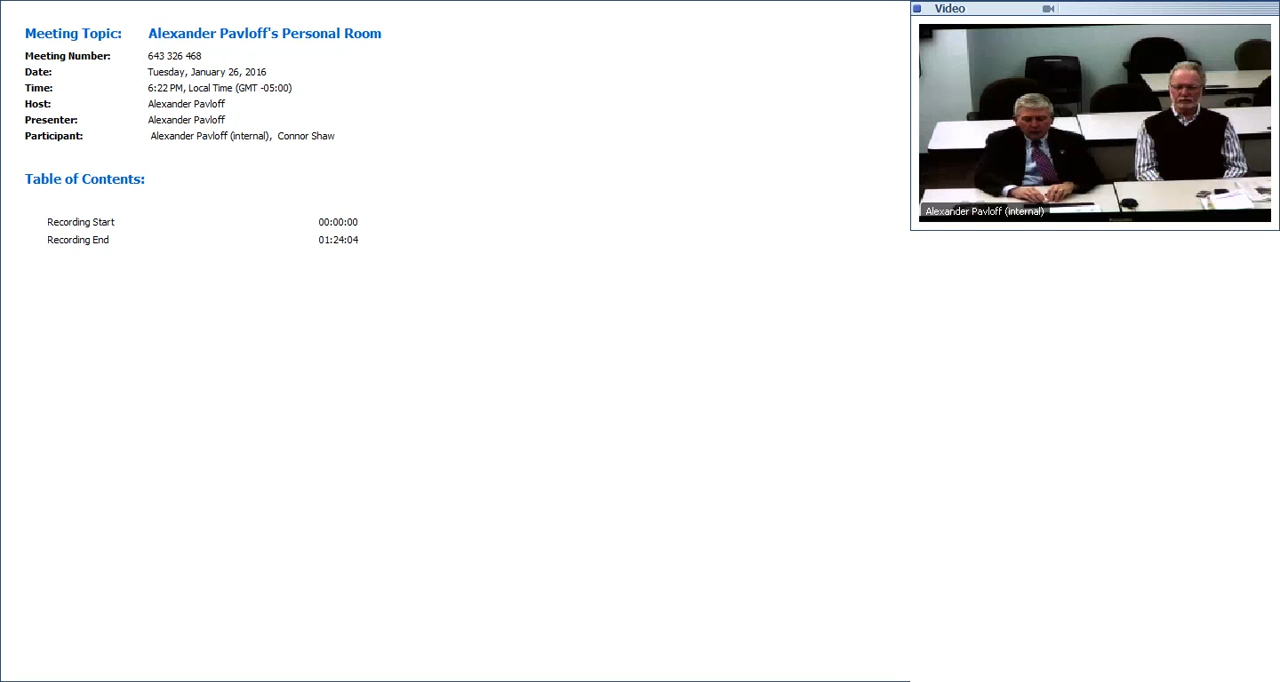 Meeting Topic: Alexander Pavloff's Personal Room
Meeting Number: 643 326 468
Date: Tuesday, January 26, 2016
Time: 6:22 PM, Local Time (GMT -05:00)
Host: Alexander Pavloff
Presenter: Alexander Pavloff
Participant: Alexander Pavloff (internal), Connor Shaw
Table of Contents:
Recording Start 00:00:00
Recording End 01:24:04
Video
Alexander Pavloff (internal)